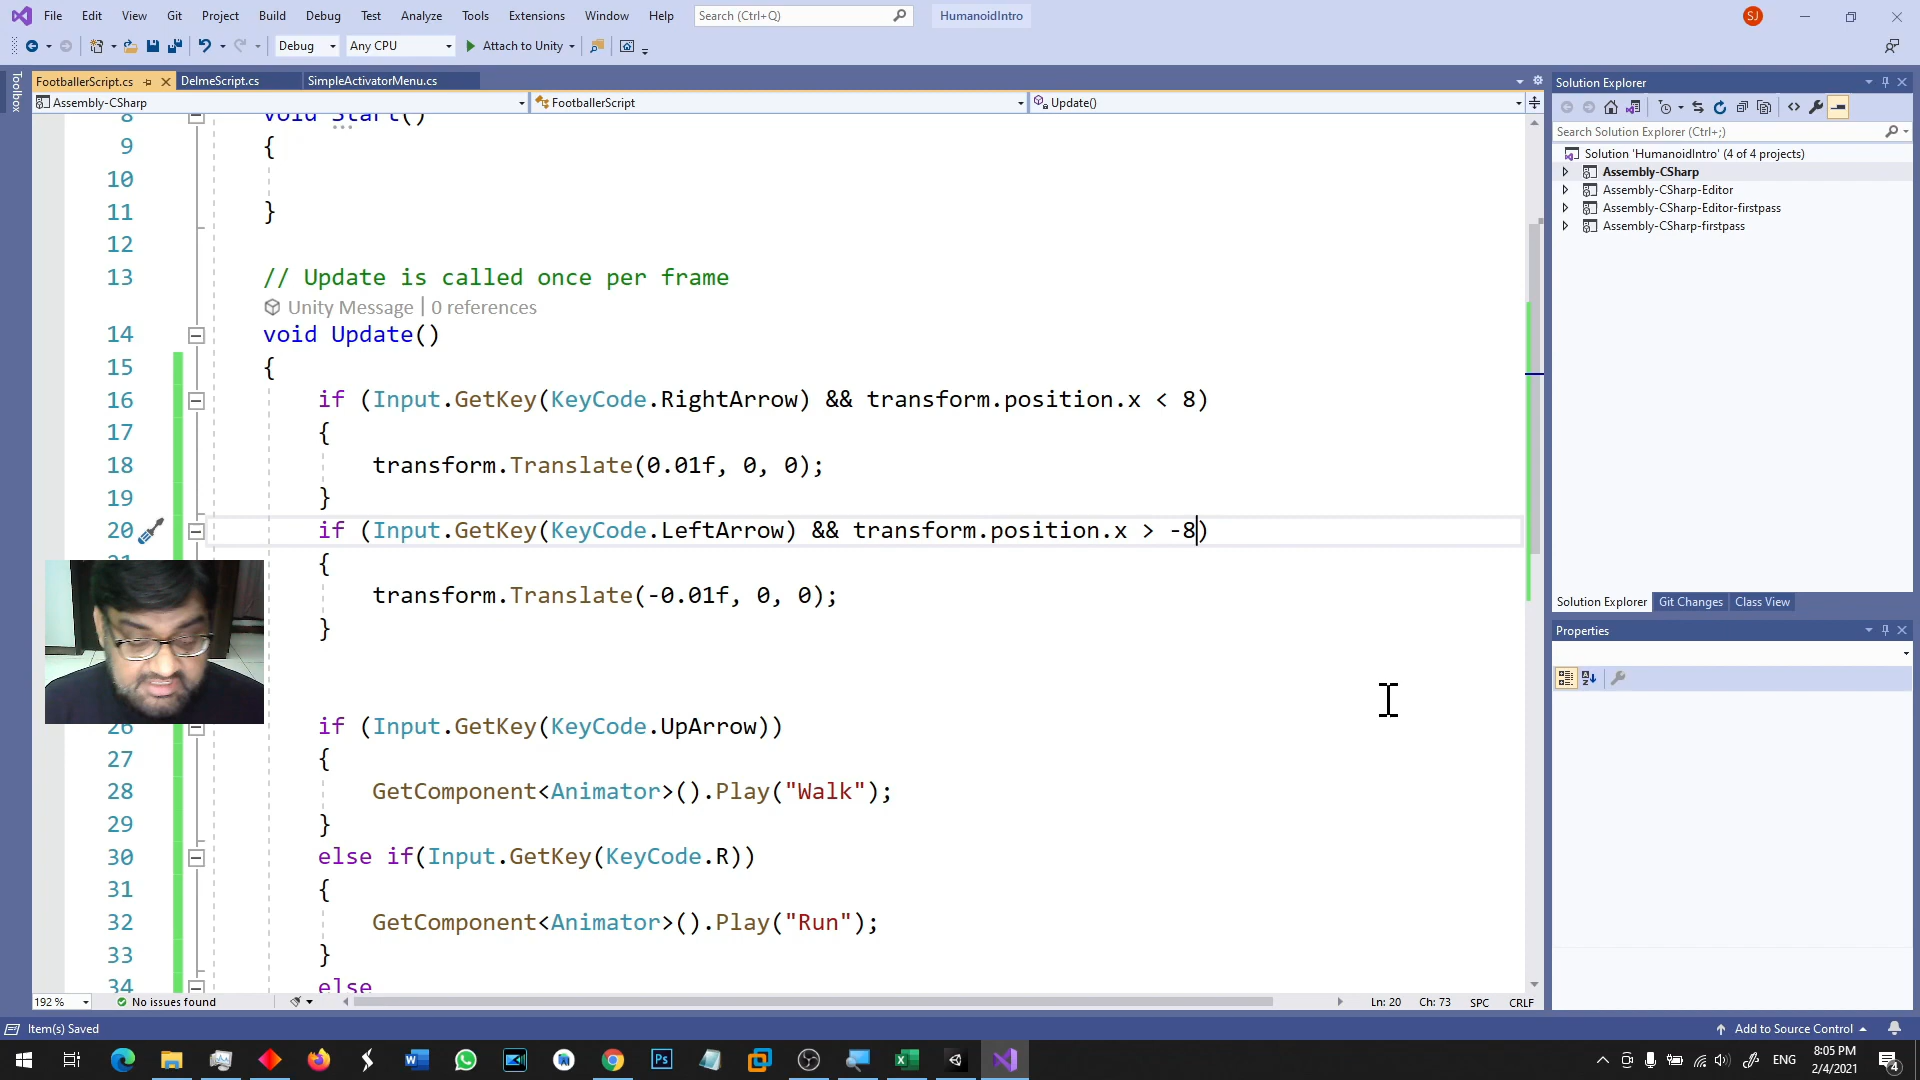 File Edit View Git Project Build Debug Test Analyze Tools Extensions Window Help Search (Ctrl+Q) HumanoidIntro SJ
Debug Any CPU Attach to Unity
Toolbox
FootballerScript.cs DelmeScript.cs SimpleActivatorMenu.cs
Assembly-CSharp FootballerScript Update()
8 void Start()
9 {
10
11 }
12
13 // Update is called once per frame
Unity Message | 0 references
14 void Update()
15 {
16 if (Input.GetKey(KeyCode.RightArrow) && transform.position.x < 8)
17 {
18 transform.Translate(0.01f, 0, 0);
19 }
20 if (Input.GetKey(KeyCode.LeftArrow) && transform.position.x > -8)
{
transform.Translate(-0.01f, 0, 0);
}
26 if (Input.GetKey(KeyCode.UpArrow))
27 {
28 GetComponent<Animator>().Play("Walk");
29 }
30 else if(Input.GetKey(KeyCode.R))
31 {
32 GetComponent<Animator>().Play("Run");
33 }
34 else
192 % No issues found Ln: 20 Ch: 73 SPC CRLF
Solution Explorer
Search Solution Explorer (Ctrl+;)
Solution 'HumanoidIntro' (4 of 4 projects)
Assembly-CSharp
Assembly-CSharp-Editor
Assembly-CSharp-Editor-firstpass
Assembly-CSharp-firstpass
Solution Explorer Git Changes Class View
Properties
Item(s) Saved Add to Source Control
ENG 8:05 PM
2/4/2021
4